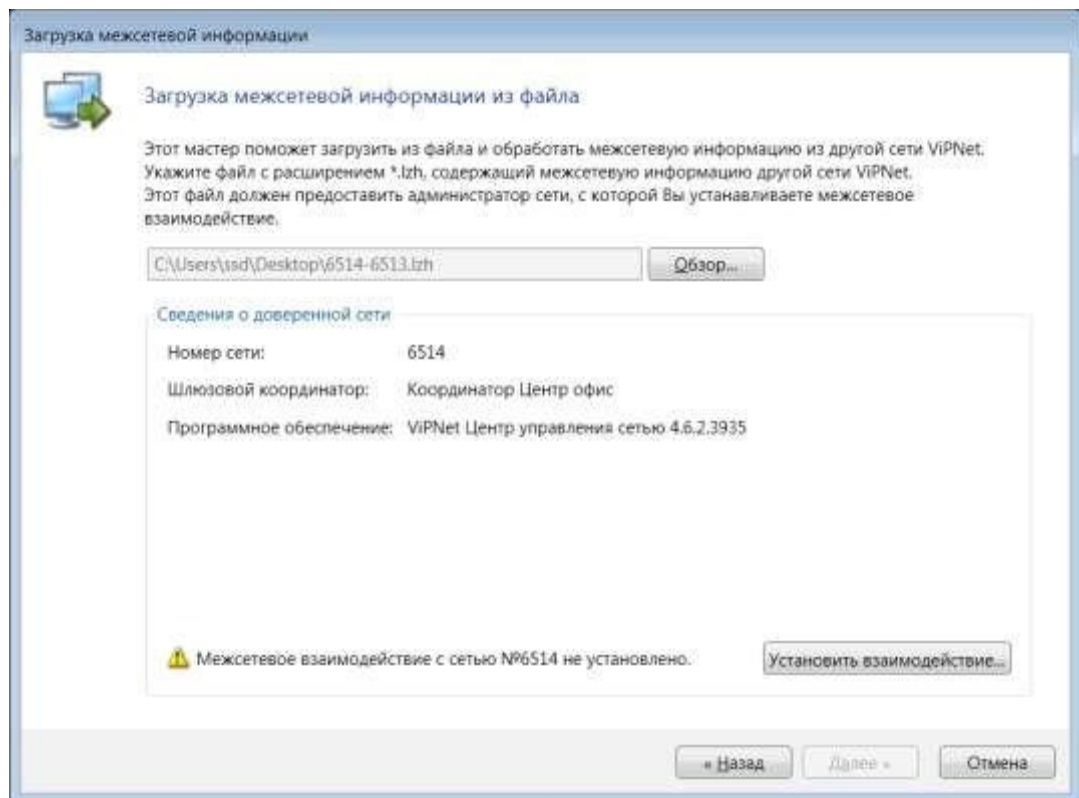 Загрузка межсетевой информации
Загрузка межсетевой информации из файла
Этот мастер поможет загрузить из файла и обработать межсетевую информацию из другой сети ViPNet.
Укажите файл с расширением *.lzh, содержащий межсетевую информацию другой сети ViPNet.
Этот файл должен предоставить администратор сети, с которой Вы устанавливаете межсетевое
взаимодействие.
C:\Users\ssd\Desktop\6514-6513.lzh
Обзор...
Сведения о доверенной сети
Номер сети: 6514
Шлюзовой координатор: Координатор Центр офис
Программное обеспечение: ViPNet Центр управления сетью 4.6.2.3935
Межсетевое взаимодействие с сетью №6514 не установлено.
Установить взаимодействие...
« Назад
Далее »
Отмена